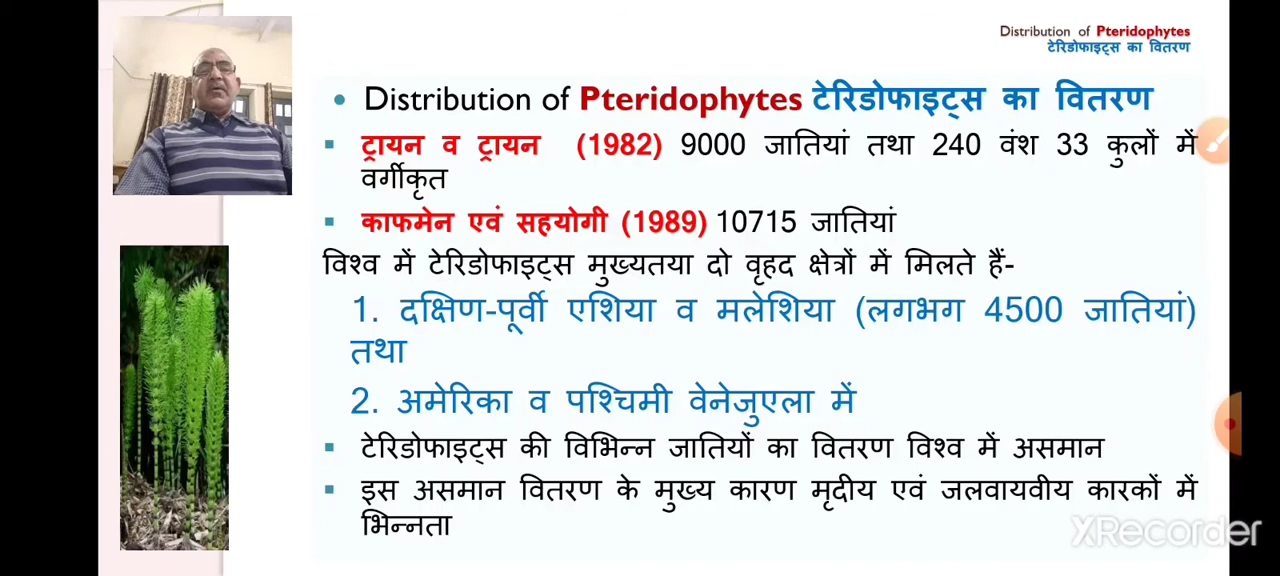 Distribution of Pteridophytes
टेरिडोफाइट्स का वितरण
Distribution of Pteridophytes टेरिडोफाइट्स का वितरण
ट्रायन व ट्रायन (1982) 9000 जातियां तथा 240 वंश 33 कुलों में
वर्गीकृत
काफमेन एवं सहयोगी (1989) 10715 जातियां
विश्व में टेरिडोफाइट्स मुख्यतया दो वृहद क्षेत्रों में मिलते हैं-
1. दक्षिण-पूर्वी एशिया व मलेशिया (लगभग 4500 जातियां)
तथा
2. अमेरिका व पश्चिमी वेनेजुएला में
टेरिडोफाइट्स की विभिन्न जातियों का वितरण विश्व में असमान
इस असमान वितरण के मुख्य कारण मृदीय एवं जलवायवीय कारकों में
भिन्नता
XRecorder